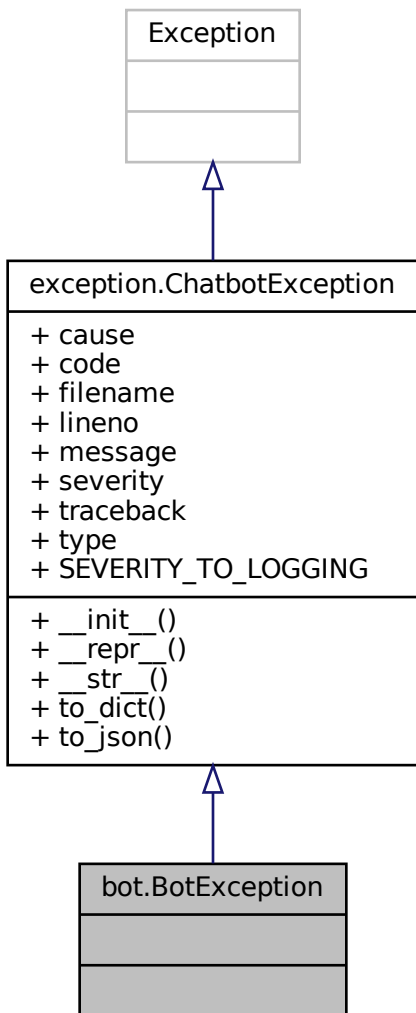 Exception
exception.ChatbotException
+ cause
+ code
+ filename
+ lineno
+ message
+ severity
+ traceback
+ type
+ SEVERITY_TO_LOGGING
+ __init__()
+ __repr__()
+ __str__()
+ to_dict()
+ to_json()
bot.BotException